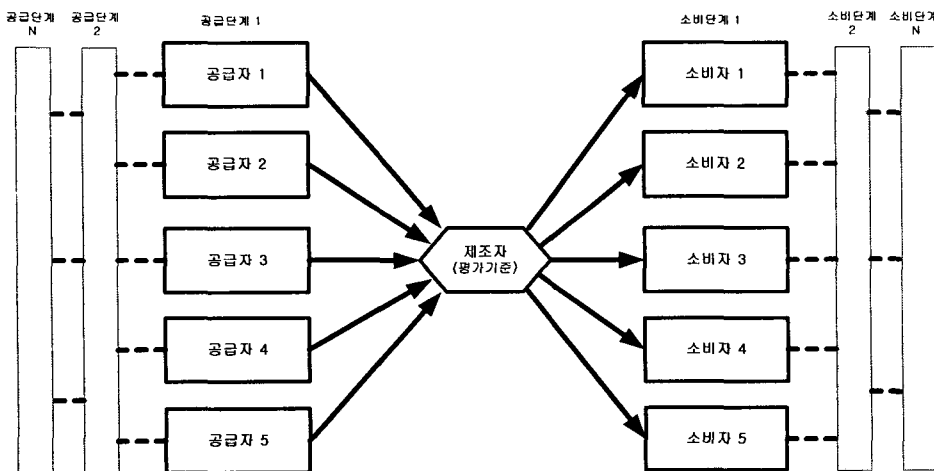 공급단계
N
공급단계
2
공급단계 1
소비단계 1
소비단계
2
소비단계
N
공급자 1
소비자 1
공급자 2
소비자 2
공급자 3
제조자
(평가기준)
소비자 3
공급자 4
소비자 4
공급자 5
소비자 5